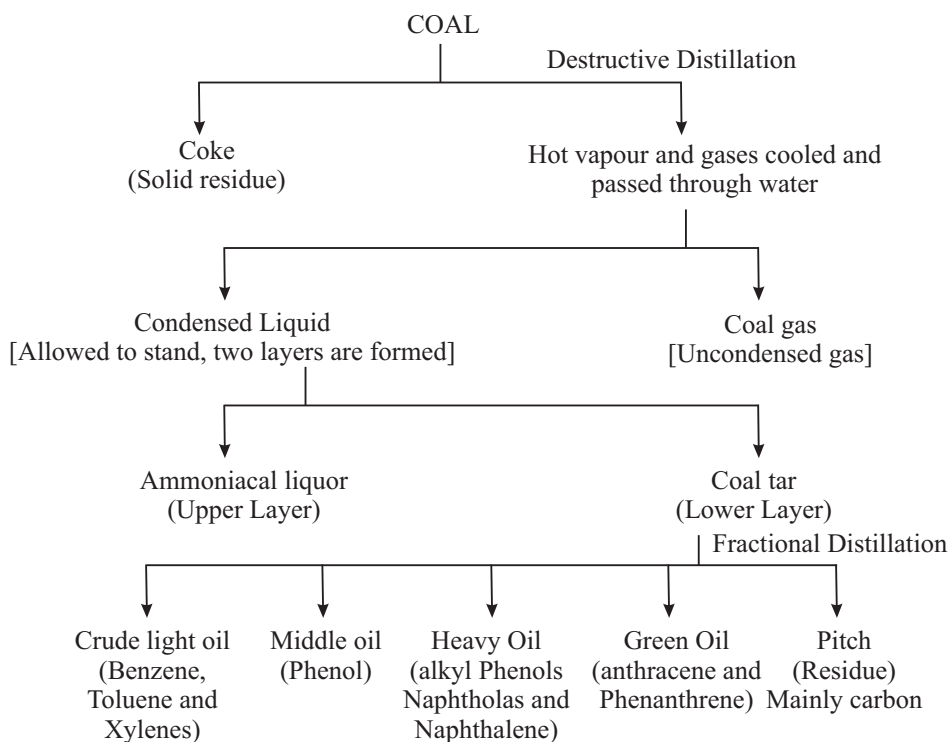 COAL
Destructive Distillation
Coke
(Solid residue)
Hot vapour and gases cooled and
passed through water
Condensed Liquid
[Allowed to stand, two layers are formed]
Coal gas
[Uncondensed gas]
Ammoniacal liquor
(Upper Layer)
Coal tar
(Lower Layer)
Fractional Distillation
Crude light oil
(Benzene,
Toluene and
Xylenes)
Middle oil
(Phenol)
Heavy Oil
(alkyl Phenols
Naphtholas and
Naphthalene)
Green Oil
(anthracene and
Phenanthrene)
Pitch
(Residue)
Mainly carbon